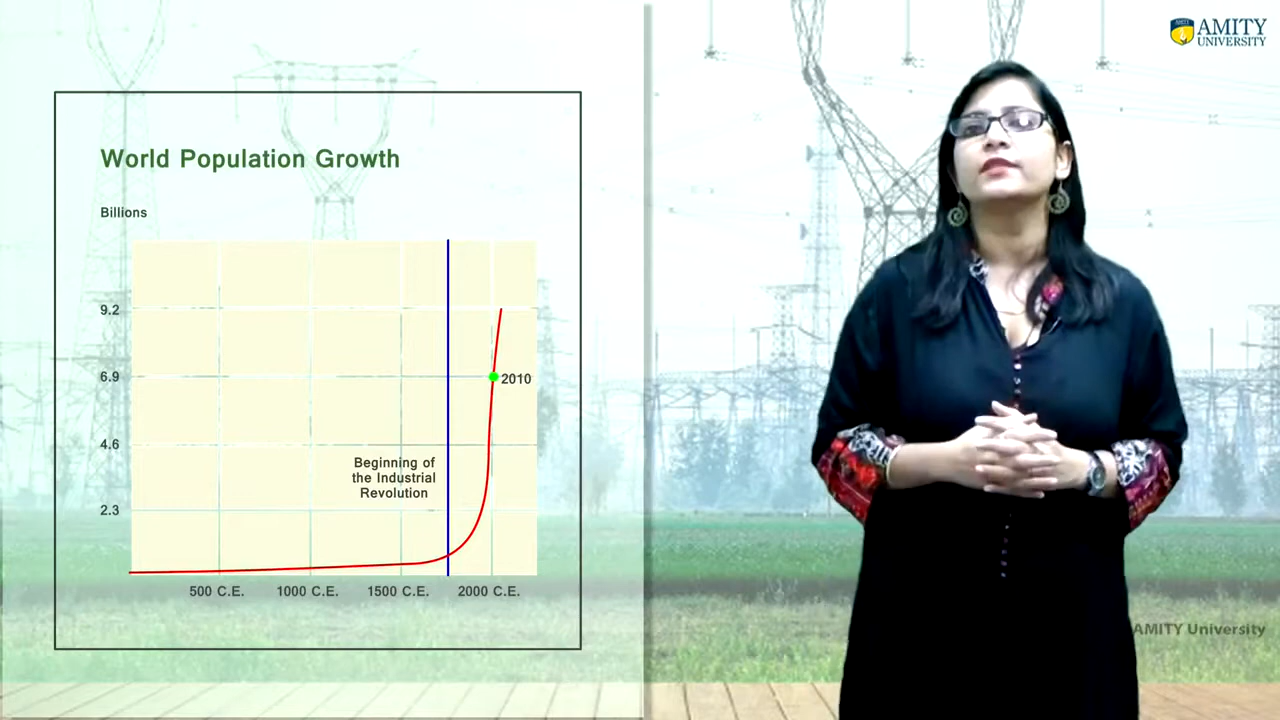 AMITY
UNIVERSITY
World Population Growth
Billions
9.2
6.9
2010
4.6
Beginning of
the Industrial
Revolution
2.3
500 C.E.
1000 C.E.
1500 C.E.
2000 C.E.
AMITY University